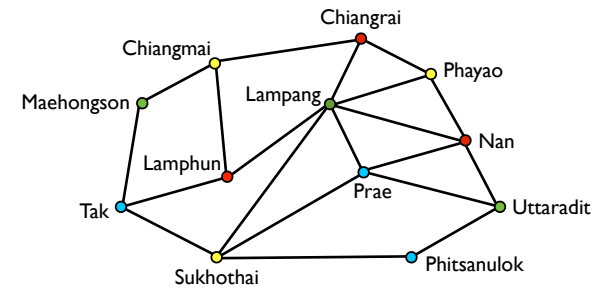 Chiangrai
Chiangmai
Phayao
Lampang
Maehongson
Nan
Lamphun
Prae
Tak
Uttaradit
Phitsanulok
Sukhothai